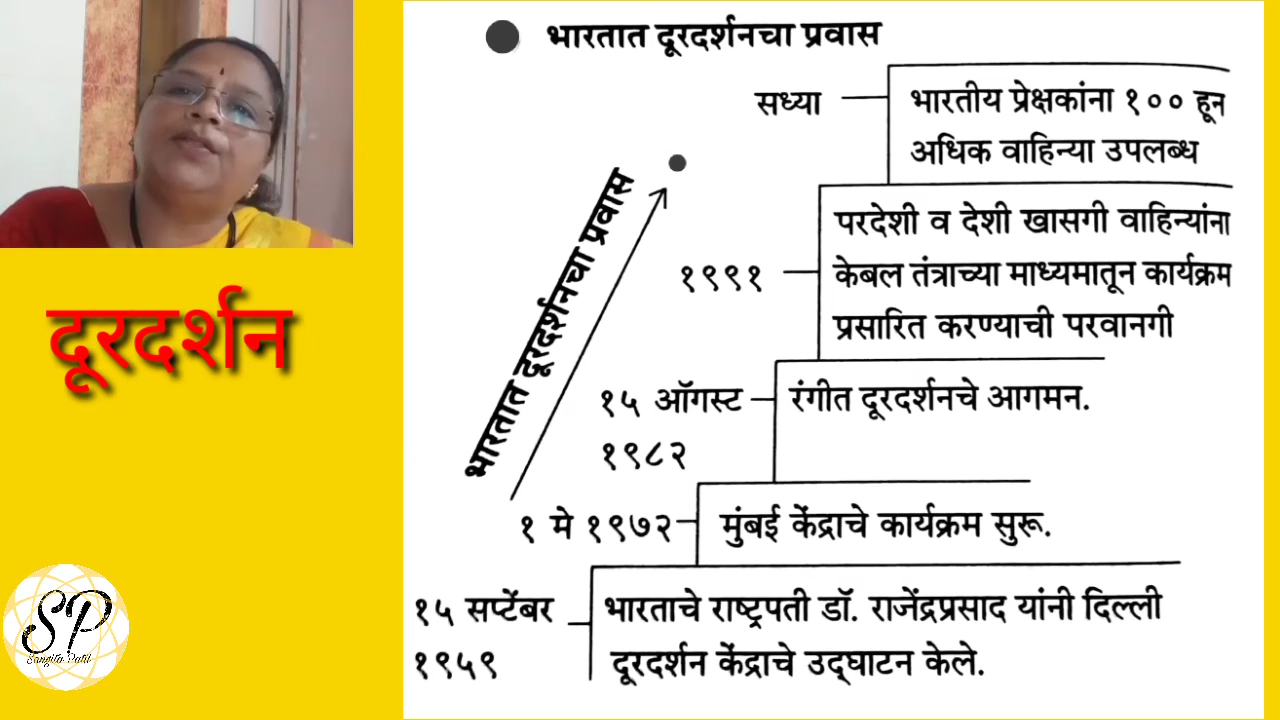 भारतात दूरदर्शनचा प्रवास
सध्या
भारतीय प्रेक्षकांना १०० हून
अधिक वाहिन्या उपलब्ध
परदेशी व देशी खासगी वाहिन्यांना
१९९१
केबल तंत्राच्या माध्यमातून कार्यक्रम
प्रसारित करण्याची परवानगी
भारतात दूरदर्शनचा प्रवास
दूरदर्शन
१५ ऑगस्ट
१९८२
रंगीत दूरदर्शनचे आगमन.
१ मे १९७२
मुंबई केंद्राचे कार्यक्रम सुरू.
१५ सप्टेंबर
१९५९
भारताचे राष्ट्रपती डॉ. राजेंद्रप्रसाद यांनी दिल्ली
दूरदर्शन केंद्राचे उद्‌घाटन केले.
SP
Sangita Patil